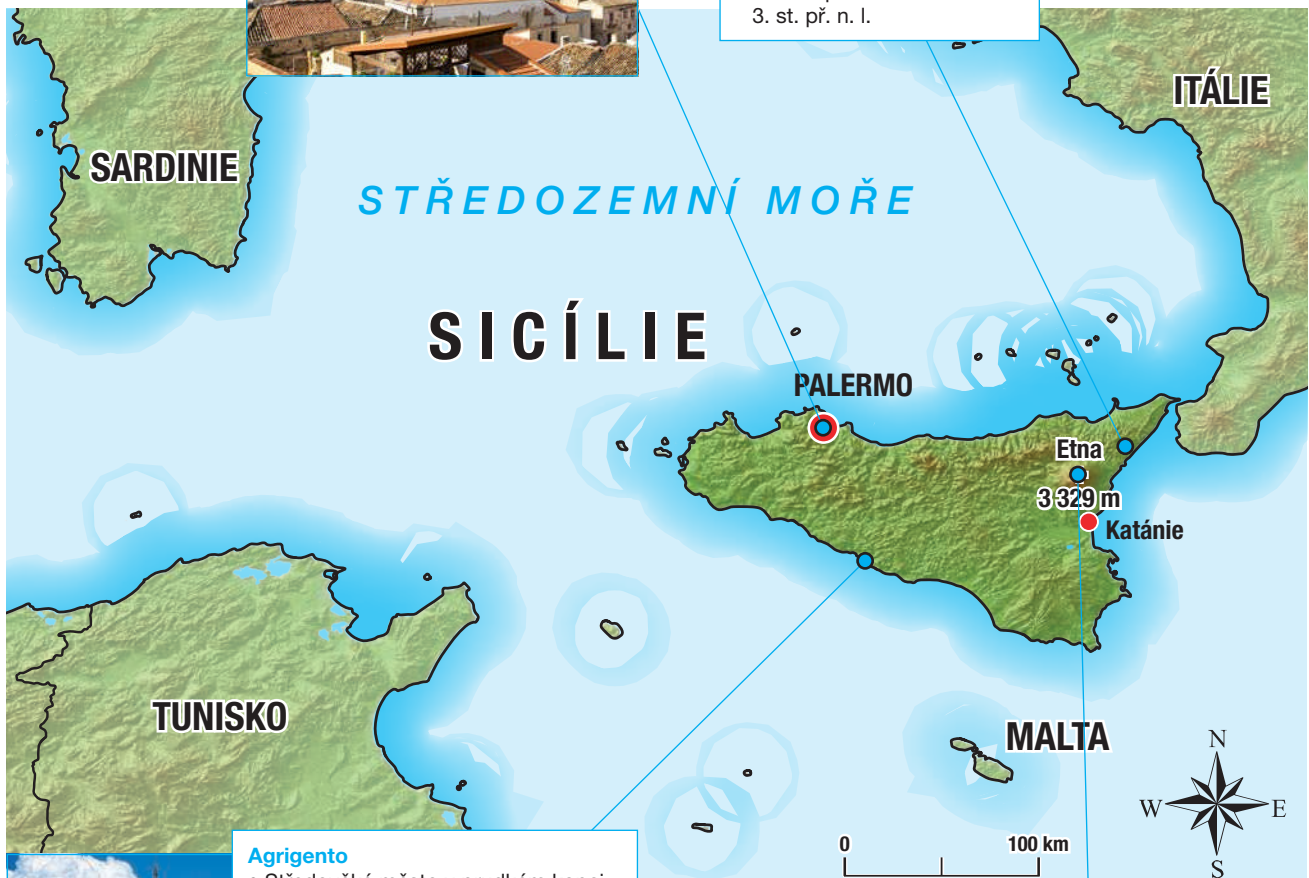 3. st. př. n. l.
ITÁLIE
SARDINIE
STŘEDOZEMNÍ MOŘE
SICÍLIE
PALERMO
Etna
3 329 m
Katánie
TUNISKO
MALTA
N
W
E
S
0
100 km
Agrigento